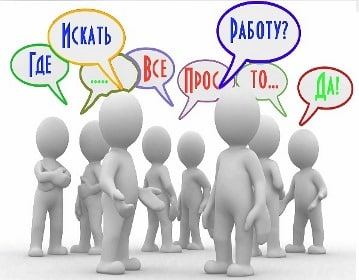 Где
Искать
Работу?
.....
Все
Прос
то...
Да!